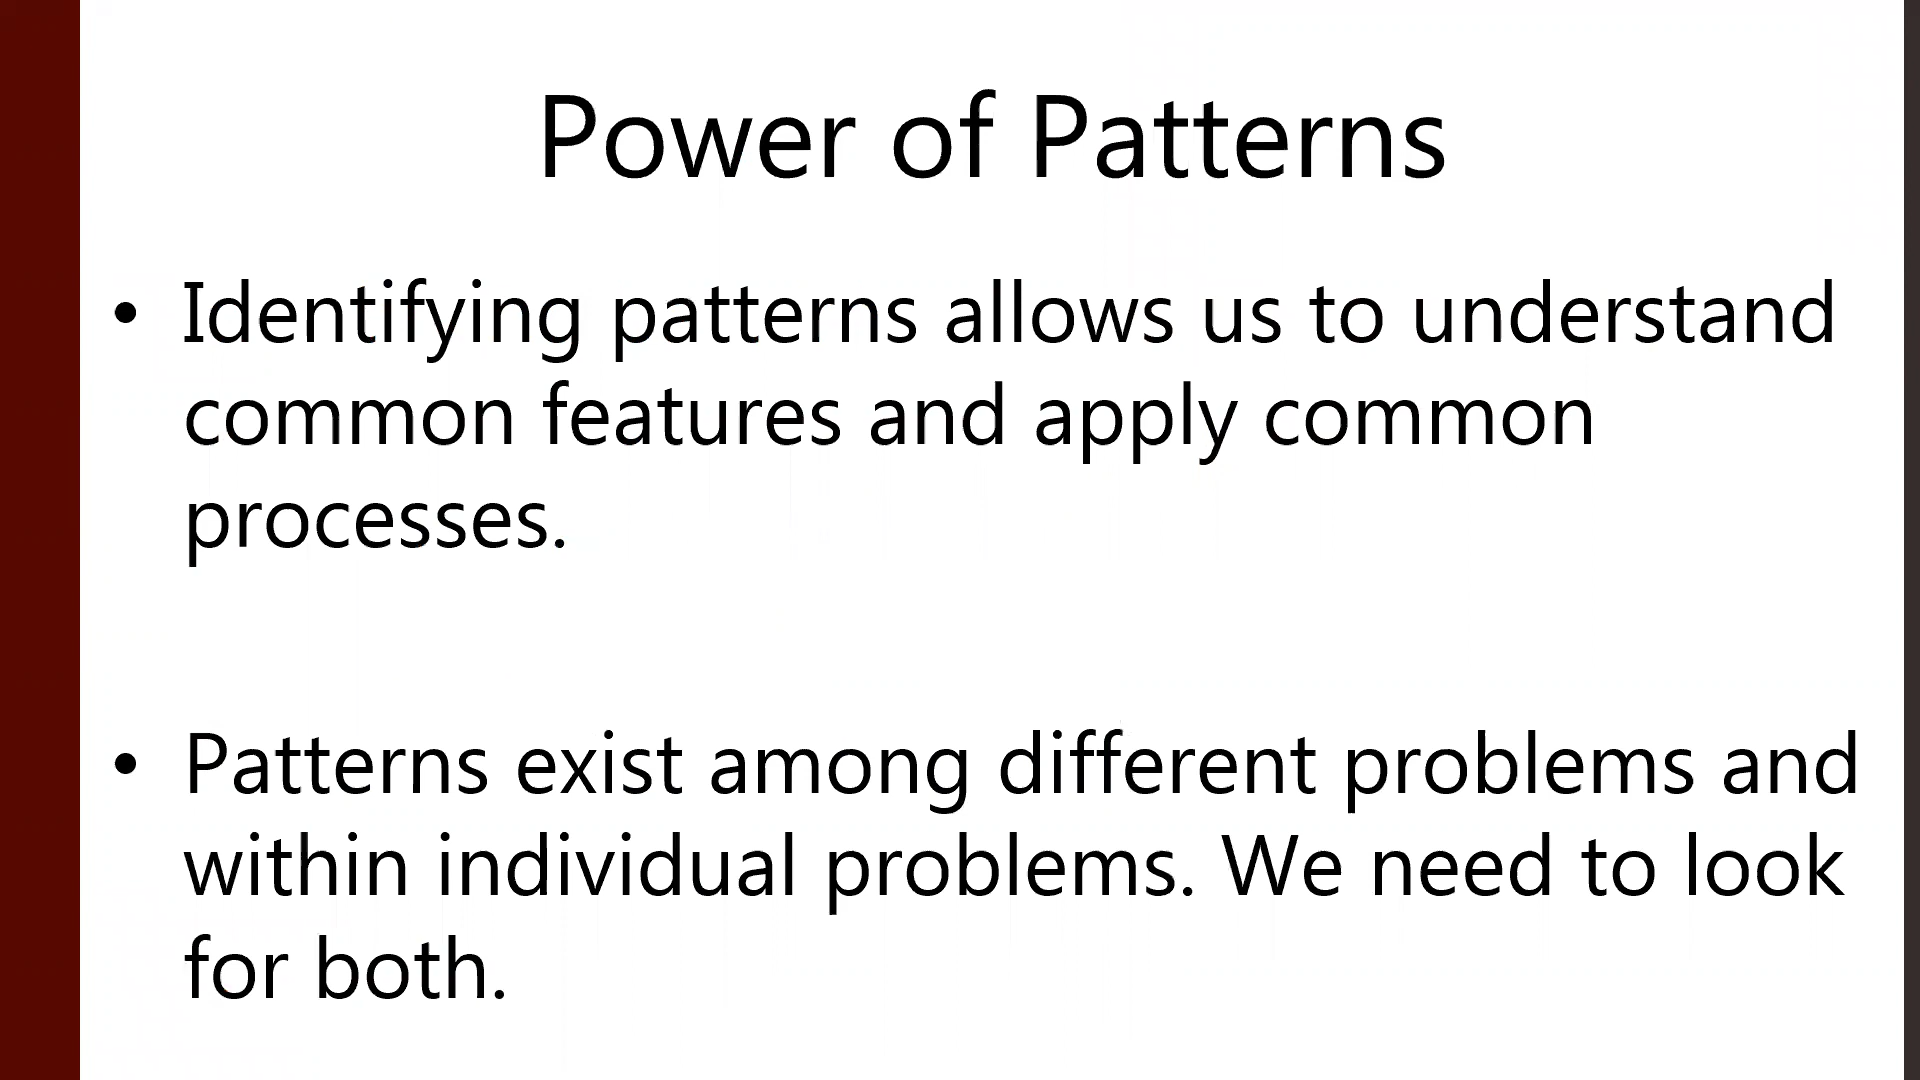 Power of Patterns
• Identifying patterns allows us to understand
common features and apply common
processes.
• Patterns exist among different problems and
within individual problems. We need to look
for both.